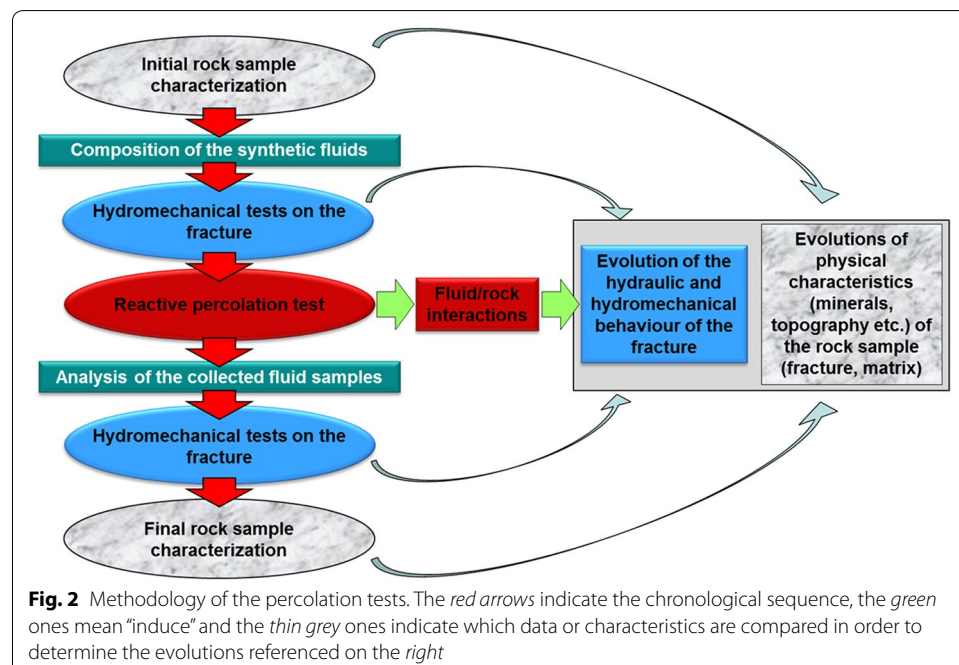 Initial rock sample
characterization
Composition of the synthetic fluids
Hydromechanical tests on the
fracture
Reactive percolation test
Fluid/rock
interactions
Evolution of the
hydraulic and
hydromechanical
behaviour of the
fracture
Evolutions of
physical
characteristics
(minerals,
topography etc.) of
the rock sample
(fracture, matrix)
Analysis of the collected fluid samples
Hydromechanical tests on the
fracture
Final rock sample
characterization
Fig. 2 Methodology of the percolation tests. The red arrows indicate the chronological sequence, the green
ones mean “induce” and the thin grey ones indicate which data or characteristics are compared in order to
determine the evolutions referenced on the right